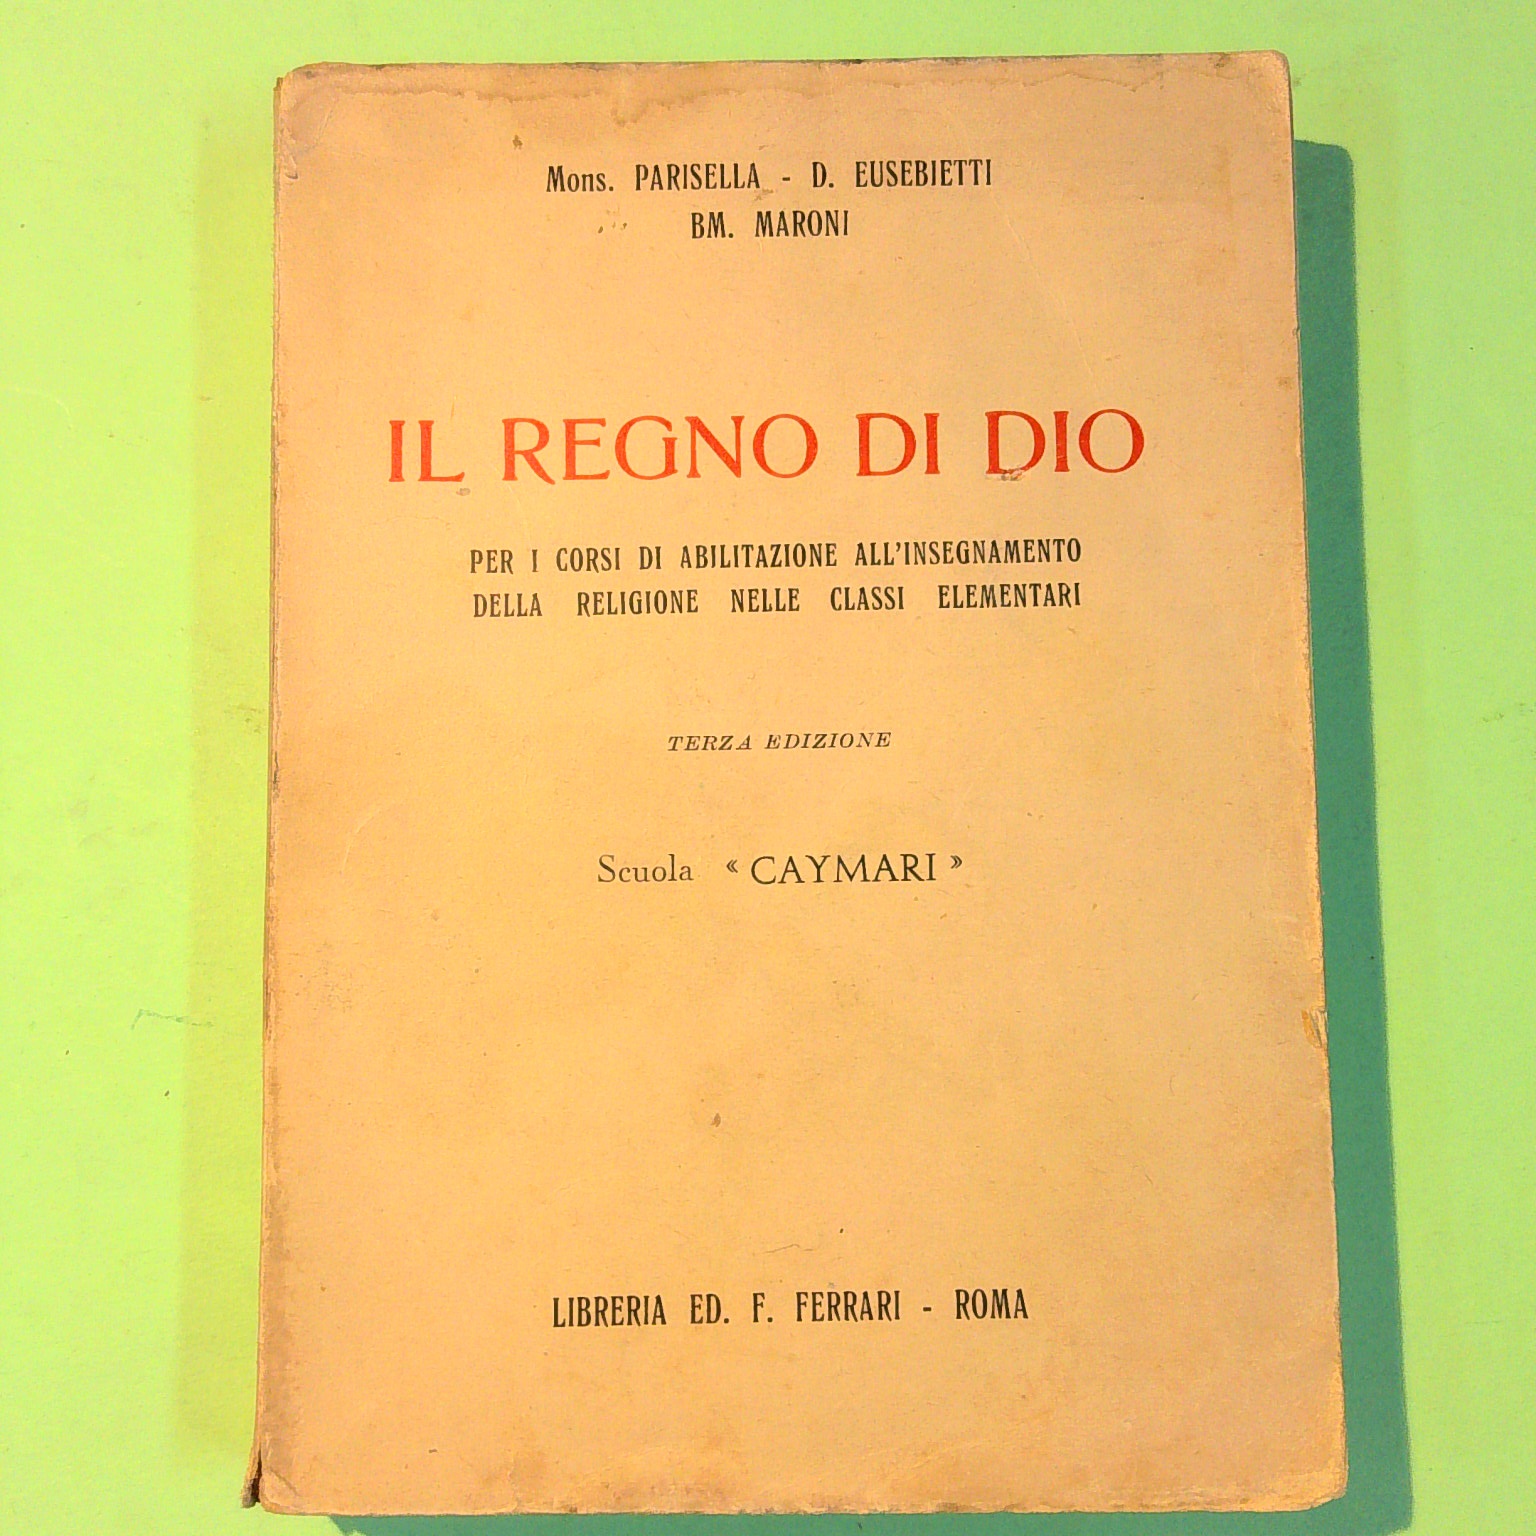 Mons. PARISELLA - D. EUSEBIETTI
BM. MARONI
IL REGNO DI DIO
PER I CORSI DI ABILITAZIONE ALL'INSEGNAMENTO
DELLA RELIGIONE NELLE CLASSI ELEMENTARI
TERZA EDIZIONE
Scuola « CAYMARI »
LIBRERIA ED. F. FERRARI - ROMA